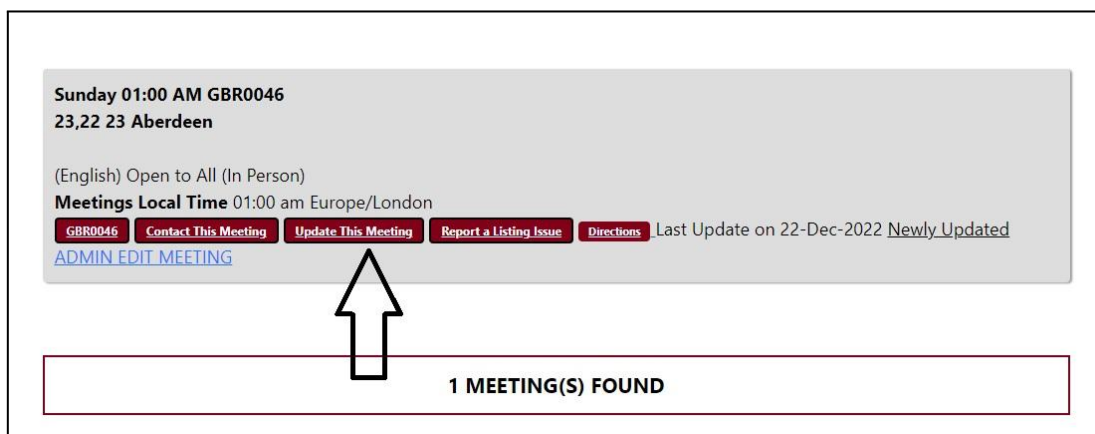 Sunday 01:00 AM GBR0046
23,22 23 Aberdeen
(English) Open to All (In Person)
Meetings Local Time 01:00 am Europe/London
GBR0046 Contact This Meeting Update This Meeting Report a Listing Issue Directions Last Update on 22-Dec-2022 Newly Updated
ADMIN EDIT MEETING
1 MEETING(S) FOUND